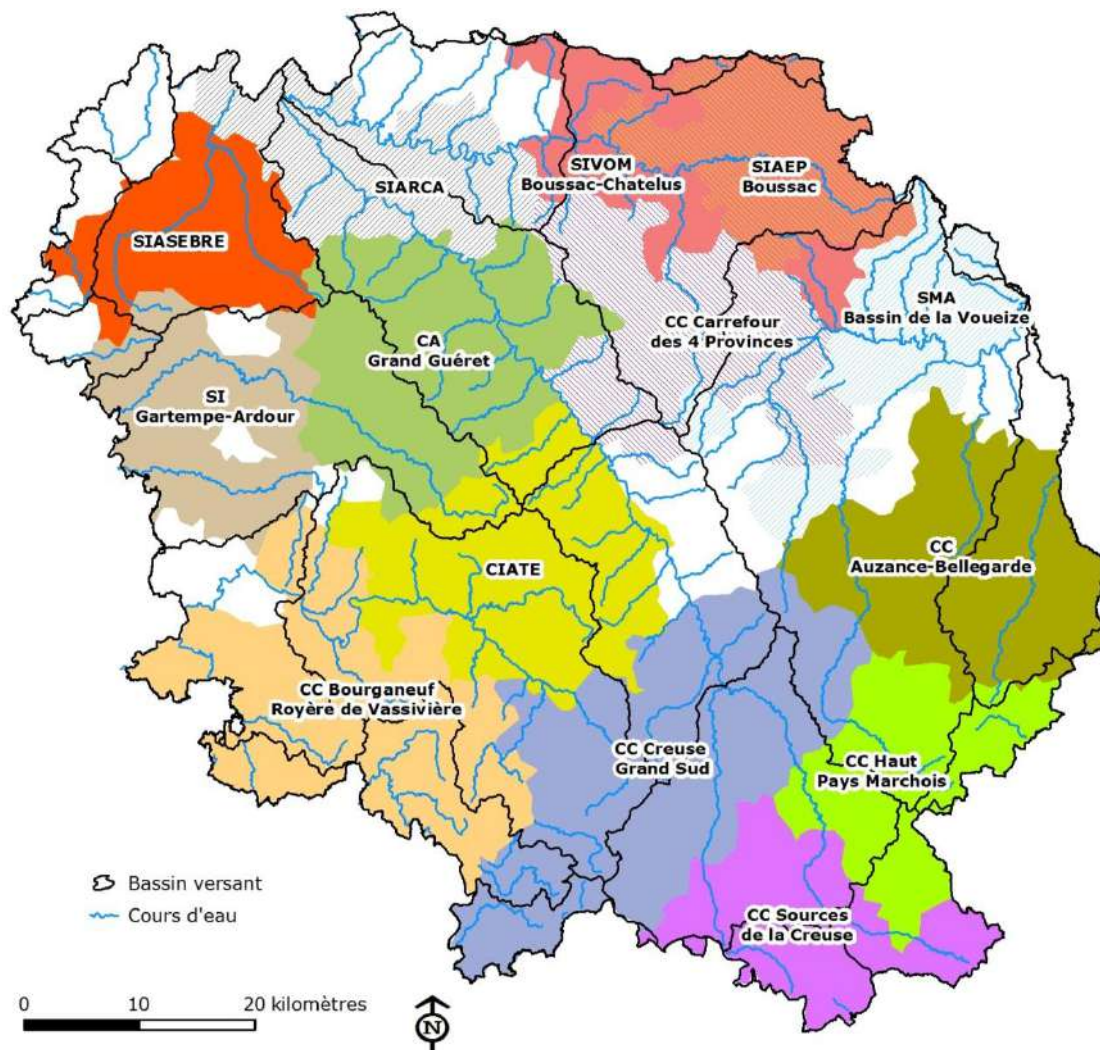 SIVOM
Boussac-Chatelus
SIAEP
Boussac
SIARCA
SIASEBRE
SMA
Bassin de la Voueize
CC Carrefour
des 4 Provinces
CA
Grand Guéret
SI
Gartempe-Ardour
CC
Auzance-Bellegarde
CIATE
CC Bourganeuf
Royère de Vassivière
CC Creuse
Grand Sud
CC Haut
Pays Marchois
CC Sources
de la Creuse
Bassin versant
Cours d'eau
0 10 20 kilomètres
N